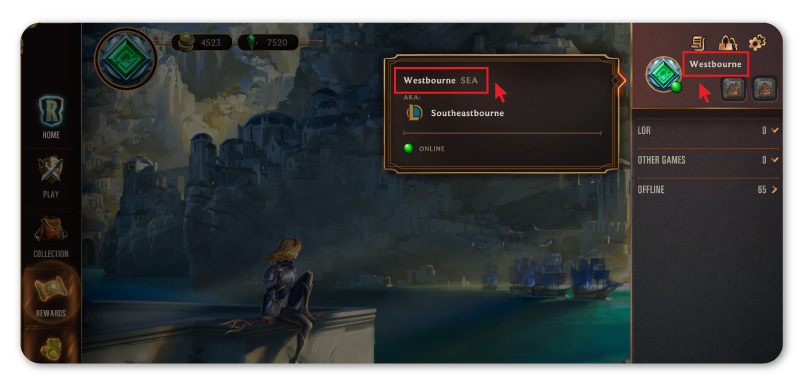 4523
7520
Westbourne SEA
AKA:
Southeastbourne
ONLINE
Westbourne
LOR 0
OTHER GAMES 0
OFFLINE 65
R
HOME
PLAY
COLLECTION
REWARDS